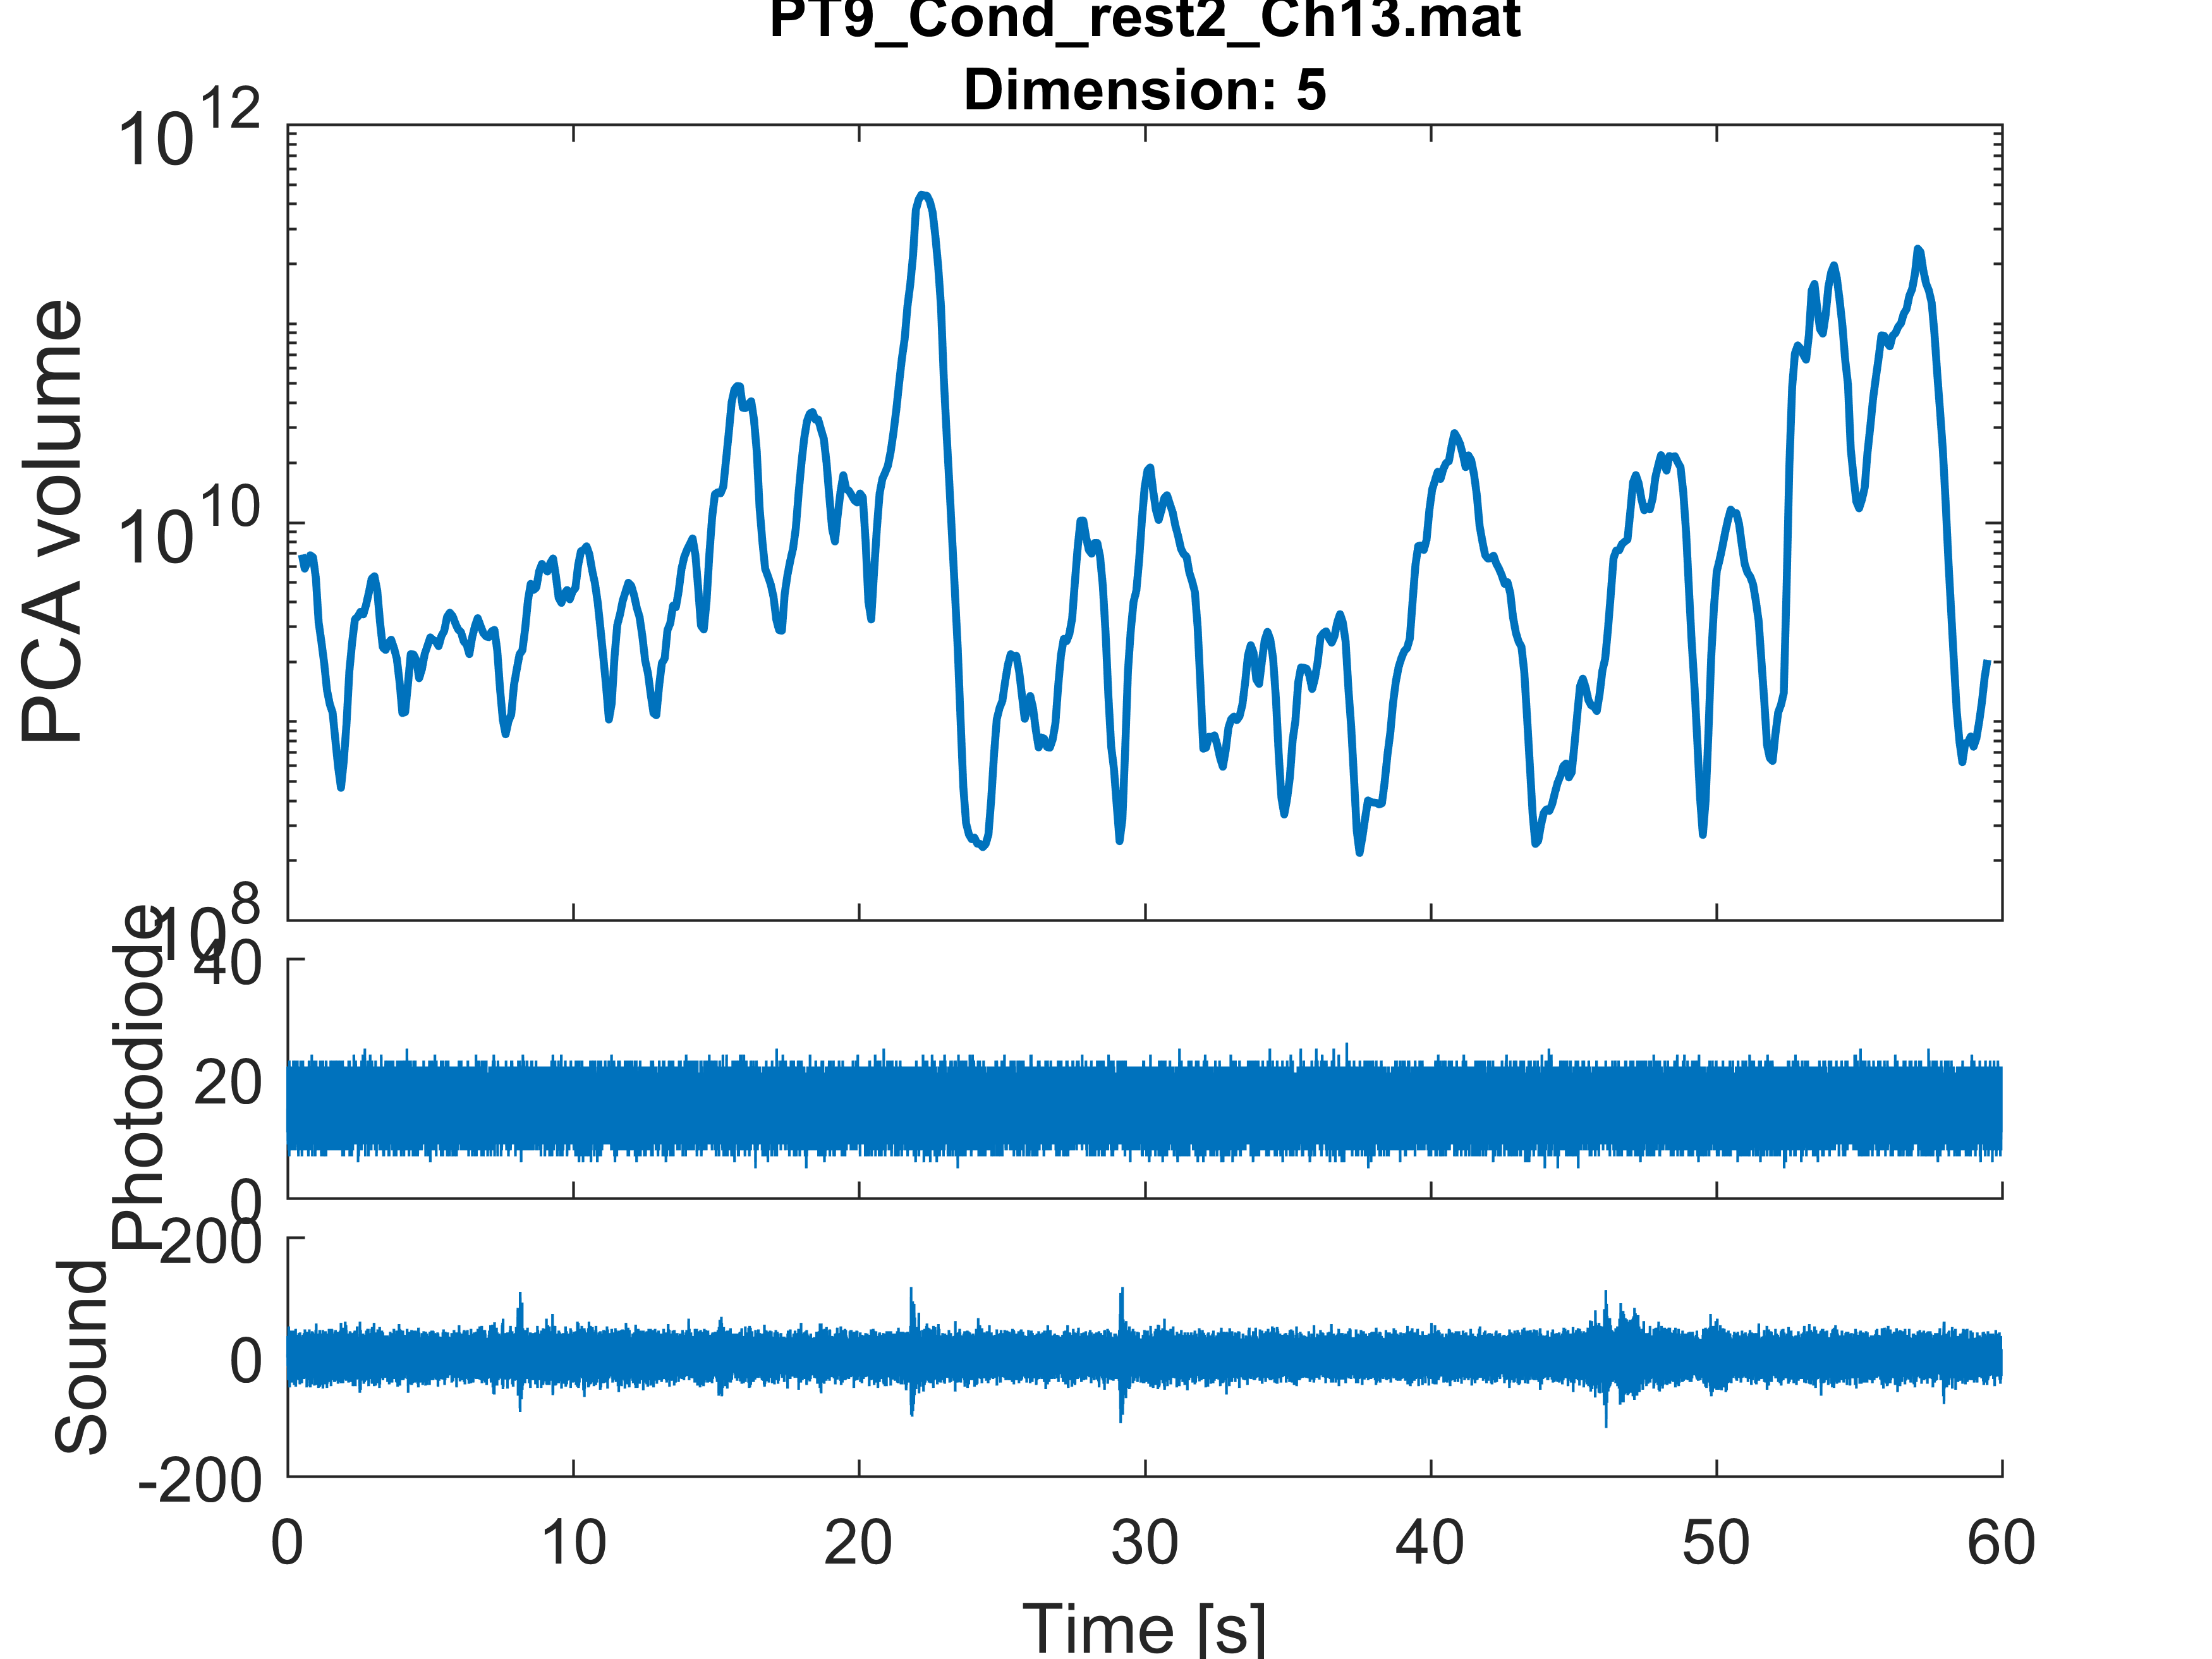 PT9_Cond_rest2_Ch13.mat
Dimension: 5
10^12
10^10
10^8
PCA volume
40
20
0
Photodiode
200
0
-200
Sound
0 10 20 30 40 50 60
Time [s]